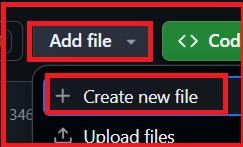 Add file
<> Cod
346
+ Create new file
Upload files